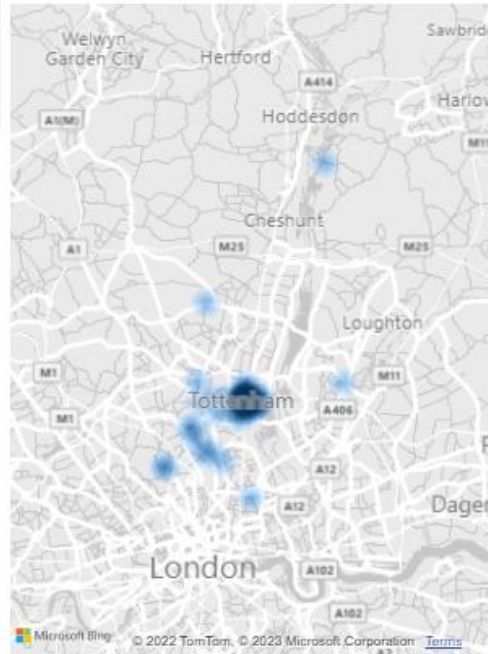 Welwyn
Garden City
Hertford
Sawbrid
A414
Hoddesdon
Harlow
A1(M)
M11
Cheshunt
A1
M25
M25
Loughton
M1
M11
Tottenham
A406
M1
A12
A12
Dagen
London
A102
A102
Microsoft Bing
© 2022 TomTom, © 2023 Microsoft Corporation Terms